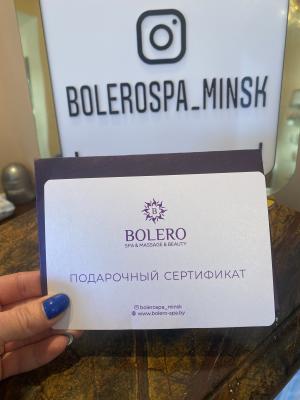 BOLEROSPA_MINSK
B
BOLERO
SPA & MASSAGE & BEAUTY
ПОДАРОЧНЫЙ СЕРТИФИКАТ
bolerospa_minsk
www.bolero-spa.by